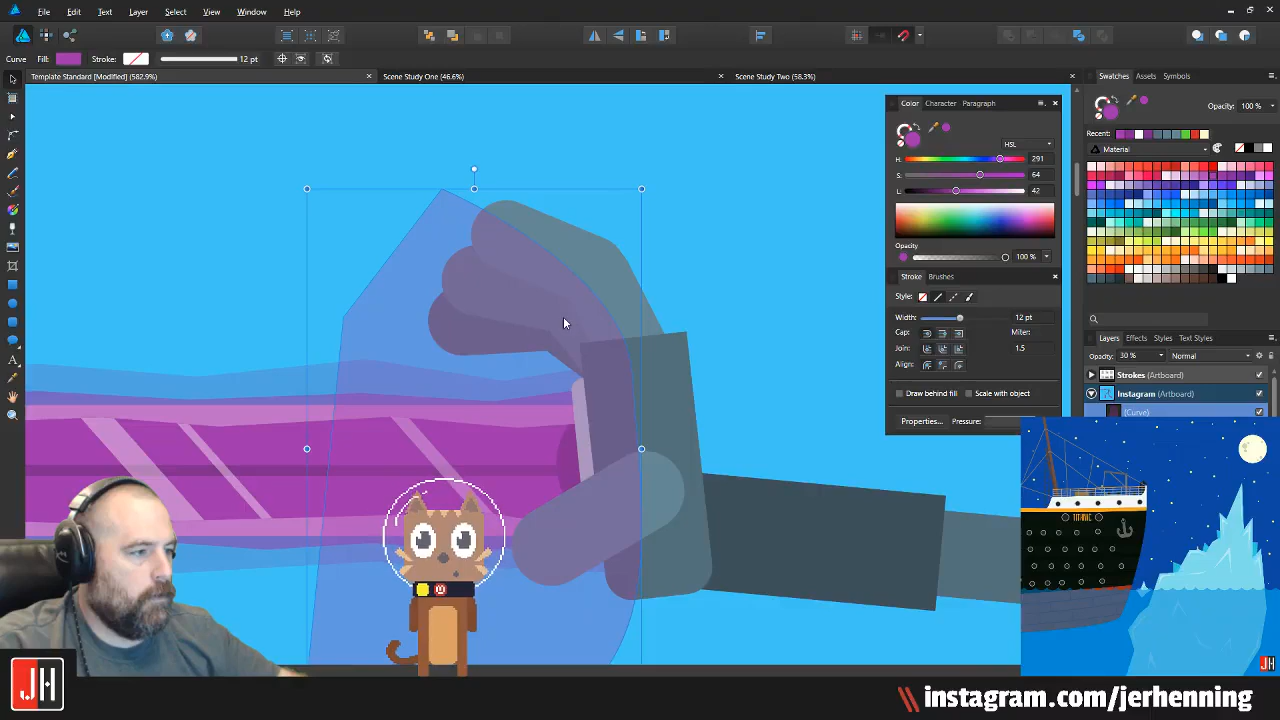 File Edit Text Layer Select View Window Help
Curve Fill: Stroke: 12 pt
Template Standard [Modified] (582.9%) × Scene Study One (46.6%) × Scene Study Two (58.3%) ×
Swatches Assets Symbols
Color Character Paragraph
Opacity: 100 %
Recent:
HSL
Material
H: 291
S: 64
L: 42
Opacity
100 %
Stroke Brushes
Style:
Width: 12 pt
Cap: Miter:
Join: 1.5
Align:
Draw behind fill Scale with object
Properties... Pressure:
Layers Effects Styles Text Styles
Opacity: 30 % Normal
Strokes (Artboard)
Instagram (Artboard)
(Curve)
TITANIC
JH
JH
instagram.com/jerhenning